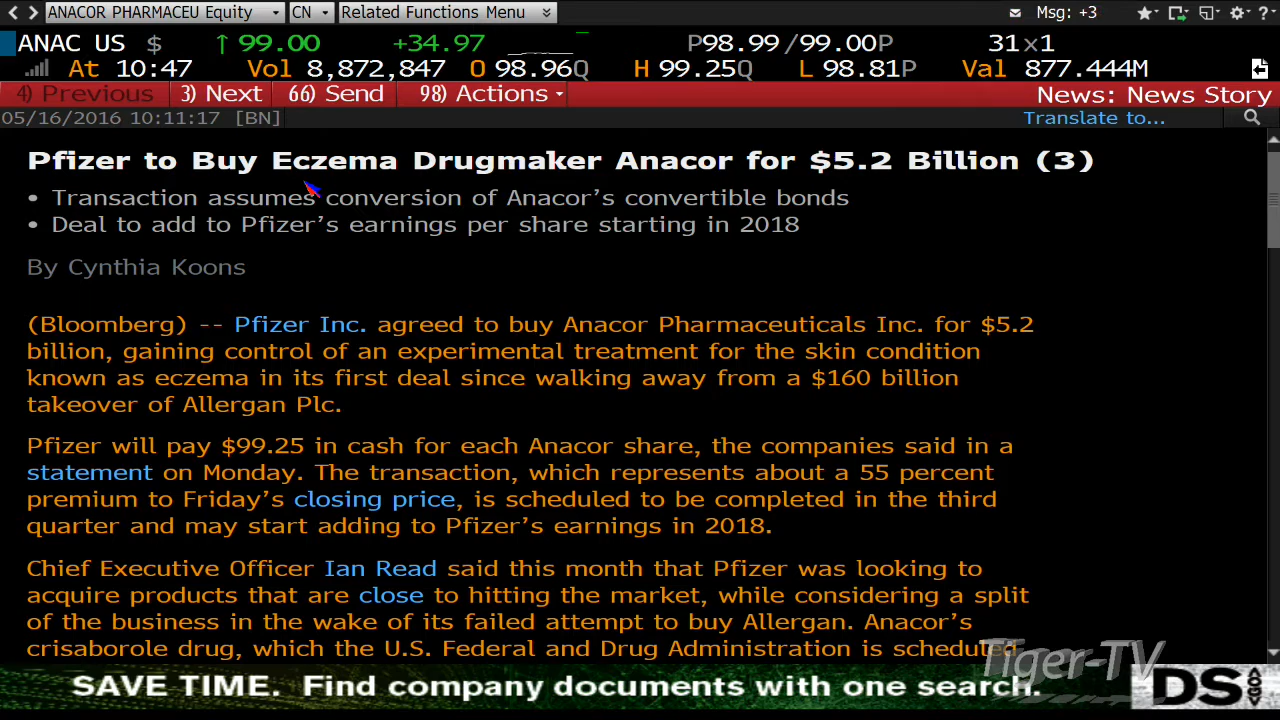 ANACOR PHARMACEU Equity CN Related Functions Menu Msg: +3 ?
ANAC US $ ↑ 99.00 +34.97 P98.99 /99.00P 31x1
At 10:47 Vol 8,872,847 O 98.96Q H 99.25Q L 98.81P Val 877.444M
4) Previous 3) Next 66) Send 98) Actions News: News Story
05/16/2016 10:11:17 [BN] Translate to...
Pfizer to Buy Eczema Drugmaker Anacor for $5.2 Billion (3)
• Transaction assumes conversion of Anacor's convertible bonds
• Deal to add to Pfizer's earnings per share starting in 2018
By Cynthia Koons
(Bloomberg) -- Pfizer Inc. agreed to buy Anacor Pharmaceuticals Inc. for $5.2
billion, gaining control of an experimental treatment for the skin condition
known as eczema in its first deal since walking away from a $160 billion
takeover of Allergan Plc.
Pfizer will pay $99.25 in cash for each Anacor share, the companies said in a
statement on Monday. The transaction, which represents about a 55 percent
premium to Friday's closing price, is scheduled to be completed in the third
quarter and may start adding to Pfizer's earnings in 2018.
Chief Executive Officer Ian Read said this month that Pfizer was looking to
acquire products that are close to hitting the market, while considering a split
of the business in the wake of its failed attempt to buy Allergan. Anacor's
crisaborole drug, which the U.S. Federal and Drug Administration is scheduled
Tiger-TV
SAVE TIME. Find company documents with one search. DS